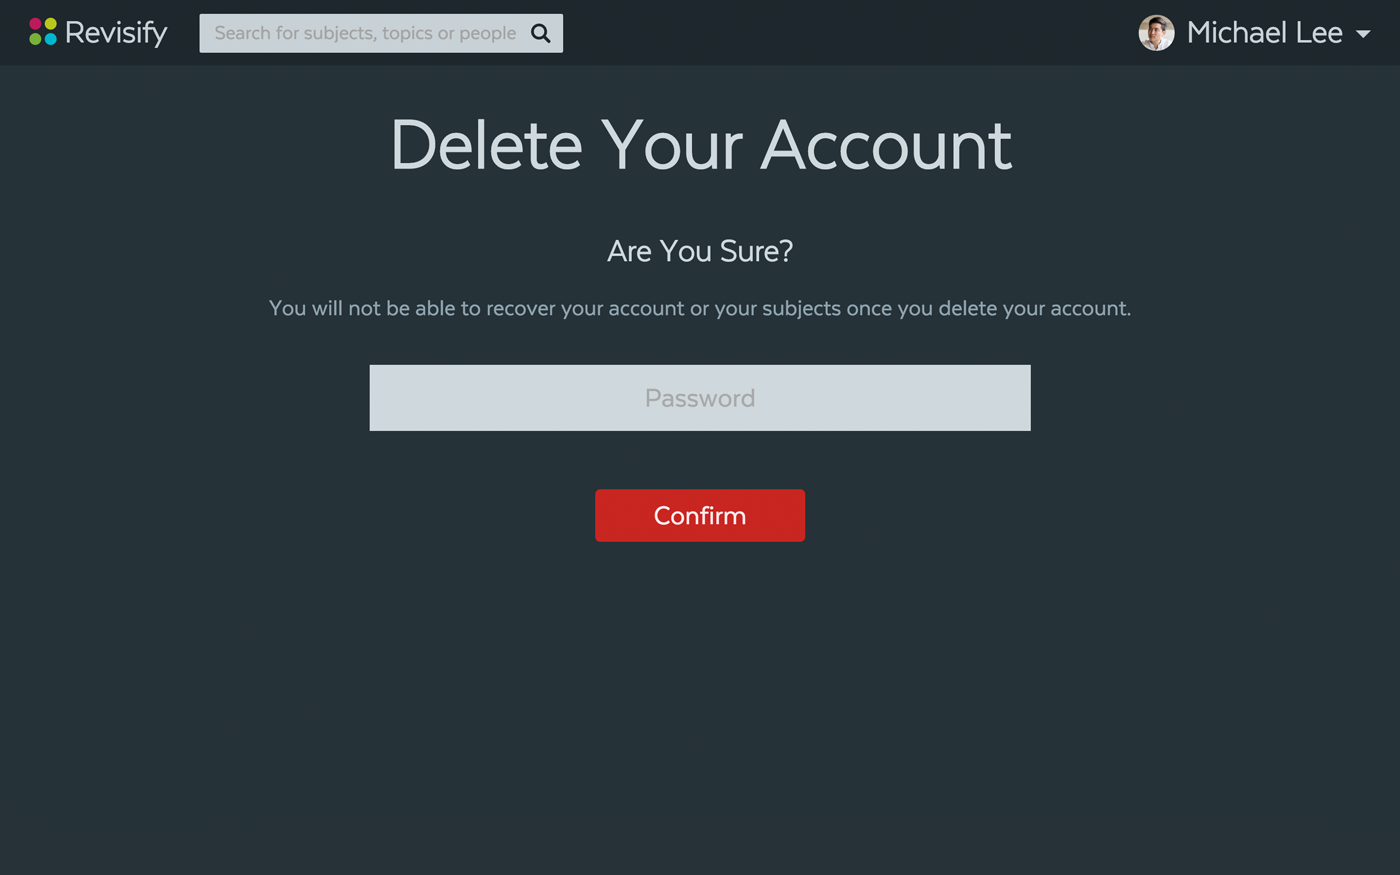 Revisify
Search for subjects, topics or people
Michael Lee
Delete Your Account
Are You Sure?
You will not be able to recover your account or your subjects once you delete your account.
Password
Confirm